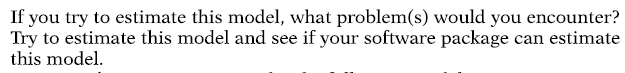 If you try to estimate this model, what problem(s) would you encounter?
Try to estimate this model and see if your software package can estimate
this model.